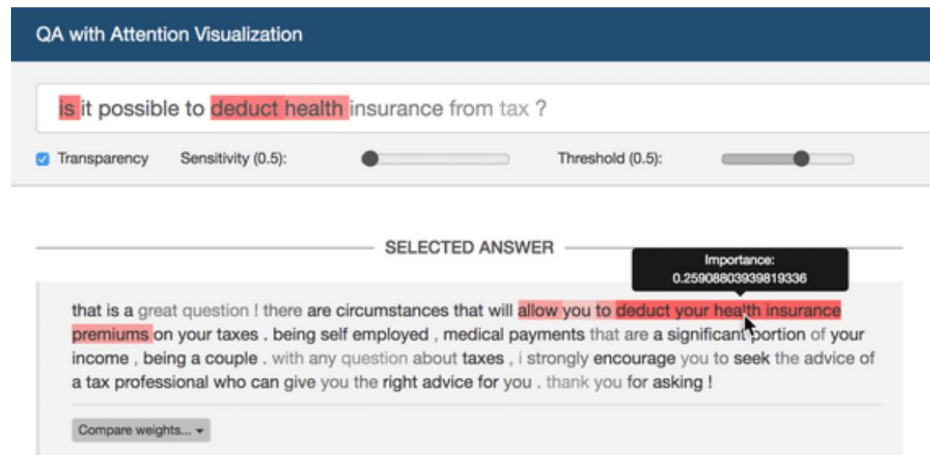 QA with Attention Visualization
is it possible to deduct health insurance from tax ?
Transparency Sensitivity (0.5): Threshold (0.5):
SELECTED ANSWER
Importance:
0.25908803939819336
that is a great question ! there are circumstances that will allow you to deduct your health insurance
premiums on your taxes . being self employed , medical payments that are a significant portion of your
income , being a couple . with any question about taxes , i strongly encourage you to seek the advice of
a tax professional who can give you the right advice for you . thank you for asking !
Compare weights...